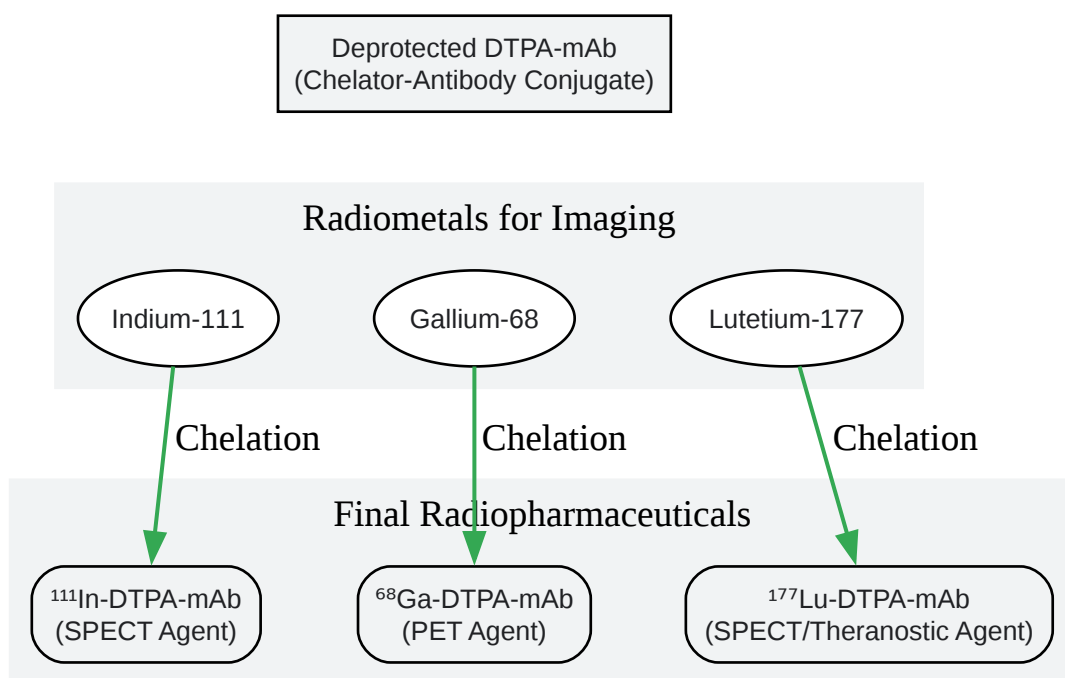 Deprotected DTPA-mAb
(Chelator-Antibody Conjugate)
Radiometals for Imaging
Indium-111
Gallium-68
Lutetium-177
Chelation
Chelation
Chelation
Final Radiopharmaceuticals
¹¹¹In-DTPA-mAb
(SPECT Agent)
⁶⁸Ga-DTPA-mAb
(PET Agent)
¹⁷⁷Lu-DTPA-mAb
(SPECT/Theranostic Agent)